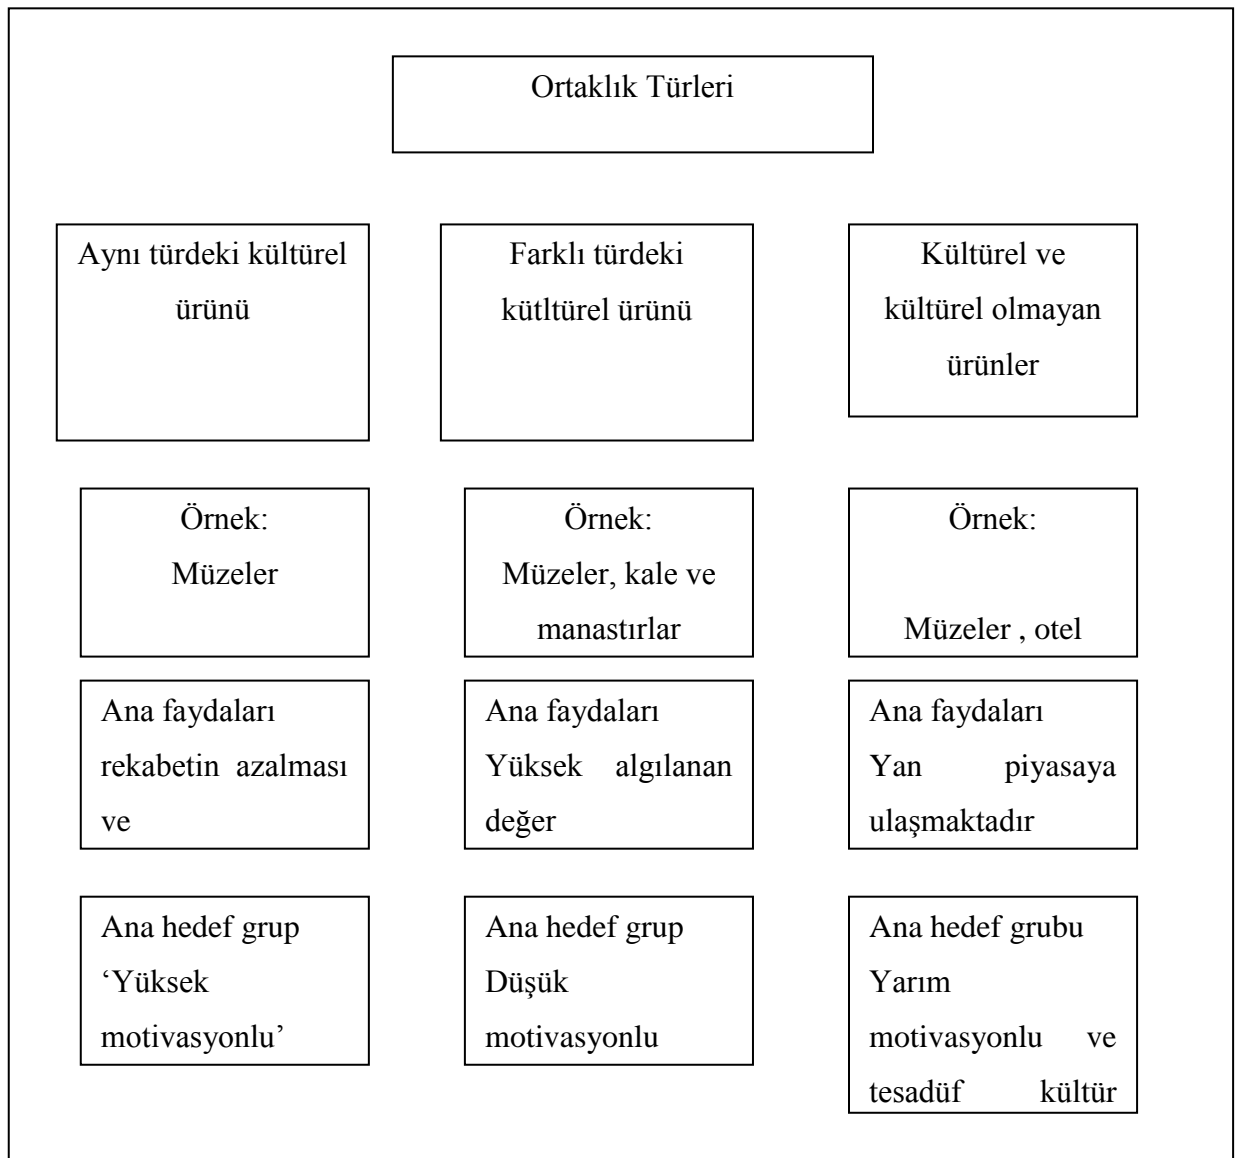 Ortaklık Türleri
Aynı türdeki kültürel
ürünü
Farklı türdeki
kütltürel ürünü
Kültürel ve
kültürel olmayan
ürünler
Örnek:
Müzeler
Örnek:
Müzeler, kale ve
manastırlar
Örnek:
Müzeler , otel
Ana faydaları
rekabetin azalması
ve
Ana faydaları
Yüksek algılanan
değer
Ana faydaları
Yan piyasaya
ulaşmaktadır
Ana hedef grup
‘Yüksek
motivasyonlu’
Ana hedef grup
Düşük
motivasyonlu
Ana hedef grubu
Yarım
motivasyonlu ve
tesadüf kültür